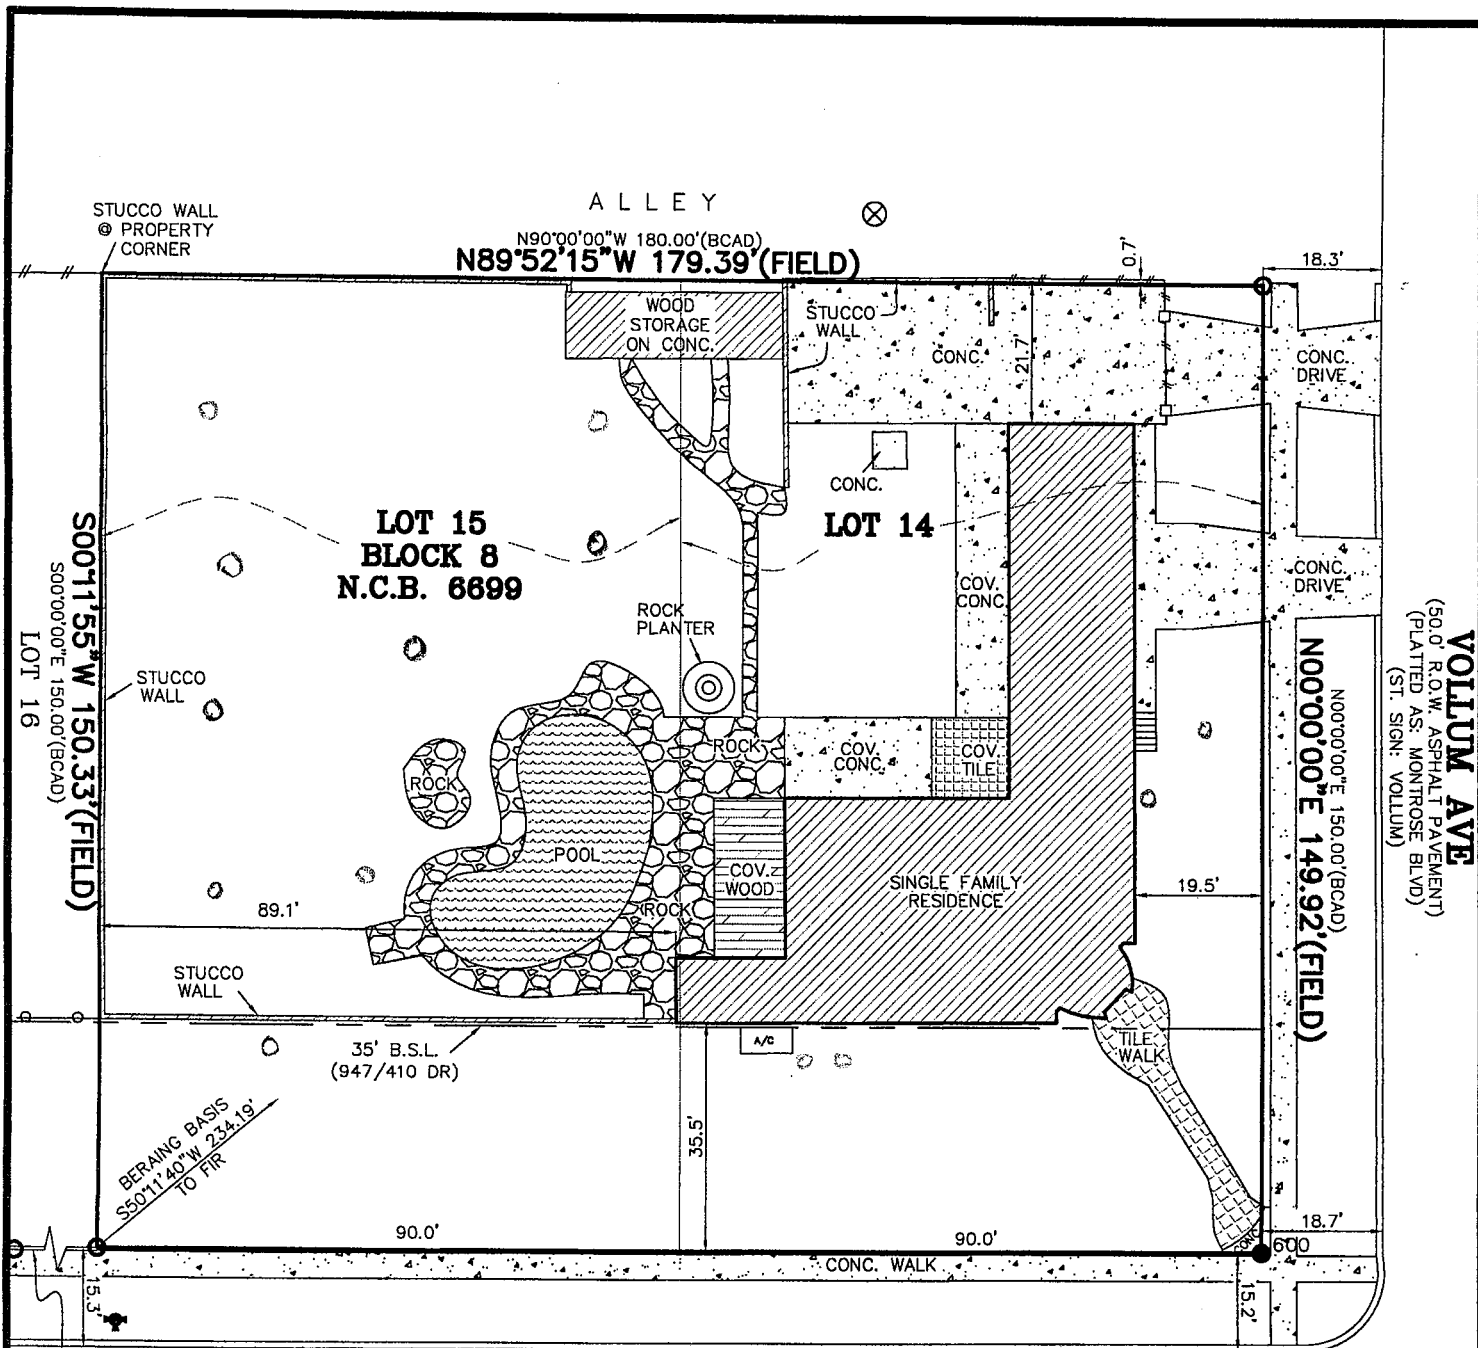 ALLEY
N90°00'00"W 180.00'(BCAD)
N89°52'15"W 179.39'(FIELD)
STUCCO WALL
@ PROPERTY
CORNER
0.7'
18.3'
WOOD
STORAGE
ON CONC.
STUCCO
WALL
CONC.
21.7'
CONC.
DRIVE
CONC.
LOT 15
BLOCK 8
N.C.B. 6699
LOT 14
COV.
CONC.
CONC.
DRIVE
ROCK
PLANTER
S00°11'55"W 150.33'(FIELD)
S00°00'00"E 150.00'(BCAD)
LOT 16
STUCCO
WALL
VOLLUM AVE
(50.0' R.O.W. ASPHALT PAVEMENT)
(PLATTED AS: MONTROSE BLVD)
(ST. SIGN: VOLLUM)
N00°00'00"E 150.00'(BCAD)
N00°00'00"E 149.92'(FIELD)
ROCK
COV.
CONC.
COV.
TILE
ROCK
POOL
COV.
WOOD
ROCK
SINGLE FAMILY
RESIDENCE
19.5'
89.1'
STUCCO
WALL
35' B.S.L.
(947/410 DR)
A/C
TILE
WALK
BERAING BASIS
S50°11'40"W 234.19'
TO FIR
35.5'
90.0'
90.0'
18.7'
CONC.
600
CONC. WALK
15.3'
15.2'